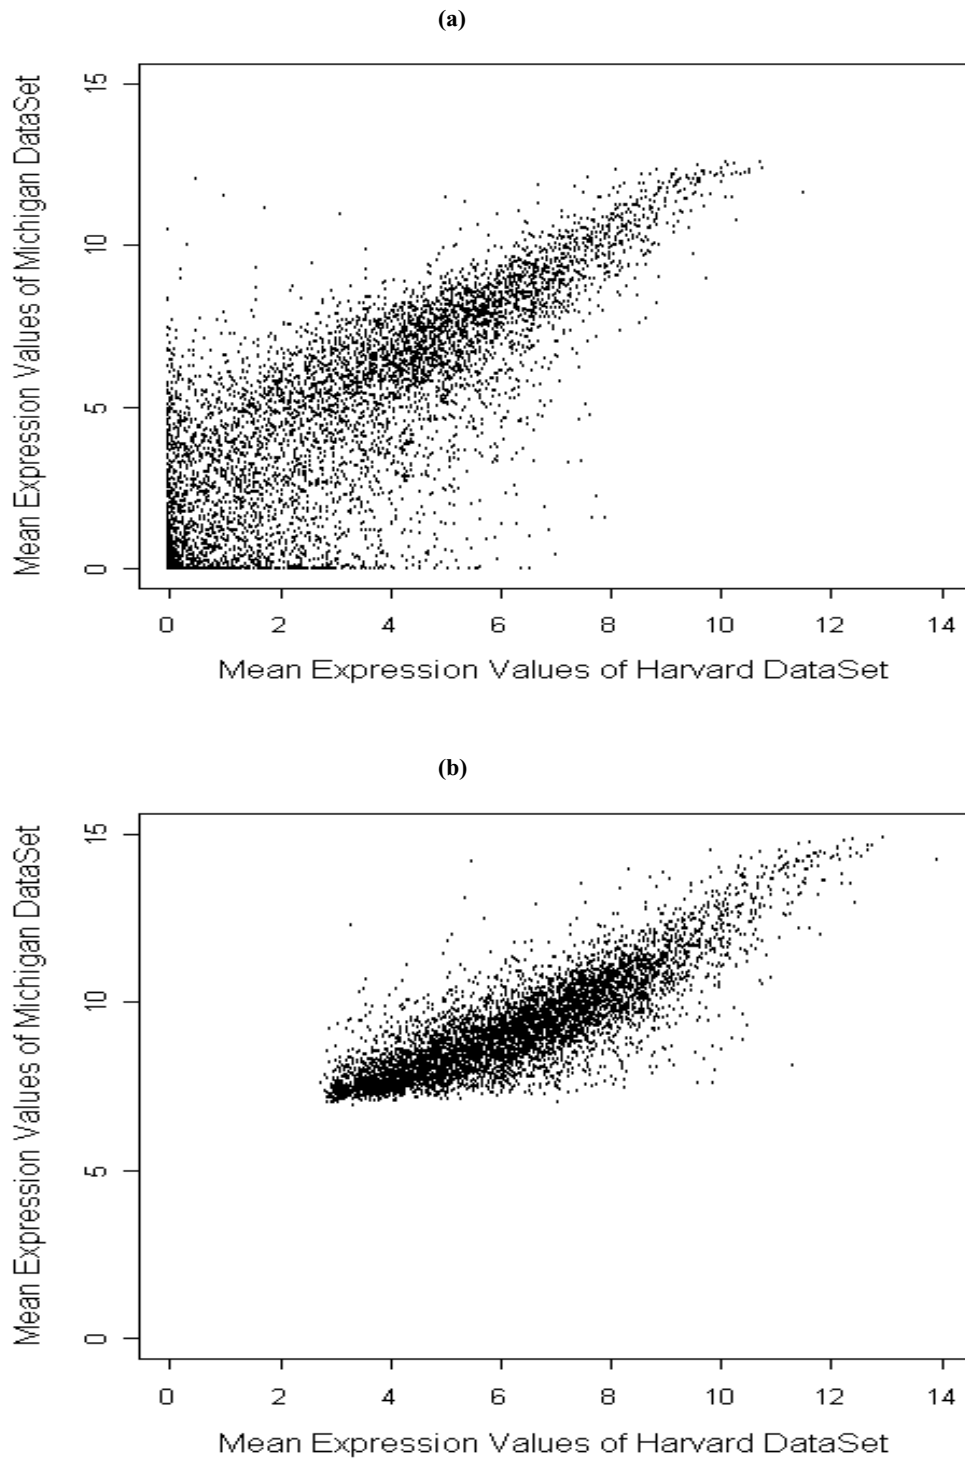 (a)
Mean Expression Values of Michigan DataSet
15
10
5
0
0 2 4 6 8 10 12 14
Mean Expression Values of Harvard DataSet
(b)
Mean Expression Values of Michigan DataSet
15
10
5
0
0 2 4 6 8 10 12 14
Mean Expression Values of Harvard DataSet